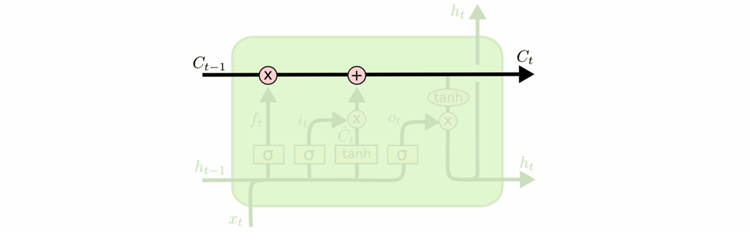 h_t
C_{t-1} x + C_t
tanh
f_t i_t x o_t x
C̃_t
σ σ tanh σ
h_{t-1} h_t
x_t